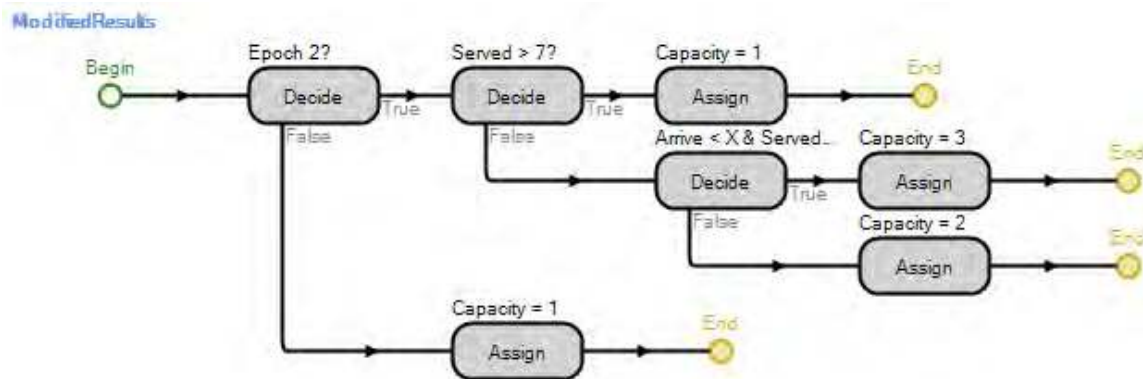 ModifiedResults
Epoch 2?
Served > 7?
Capacity = 1
Begin
End
Decide
Decide
Assign
True
True
False
False
Arrive < X & Served...
Capacity = 3
End
Decide
Assign
True
False
Capacity = 2
End
Assign
Capacity = 1
End
Assign